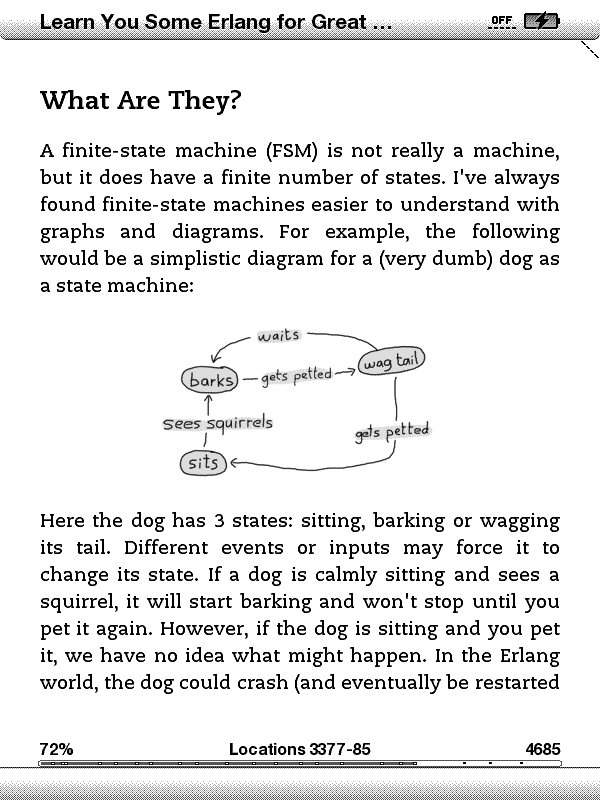 Learn You Some Erlang for Great ...
OFF
What Are They?
A finite-state machine (FSM) is not really a machine,
but it does have a finite number of states. I've always
found finite-state machines easier to understand with
graphs and diagrams. For example, the following
would be a simplistic diagram for a (very dumb) dog as
a state machine:
waits
barks
gets petted
wag tail
sees squirrels
gets petted
sits
Here the dog has 3 states: sitting, barking or wagging
its tail. Different events or inputs may force it to
change its state. If a dog is calmly sitting and sees a
squirrel, it will start barking and won't stop until you
pet it again. However, if the dog is sitting and you pet
it, we have no idea what might happen. In the Erlang
world, the dog could crash (and eventually be restarted
72%
Locations 3377-85
4685